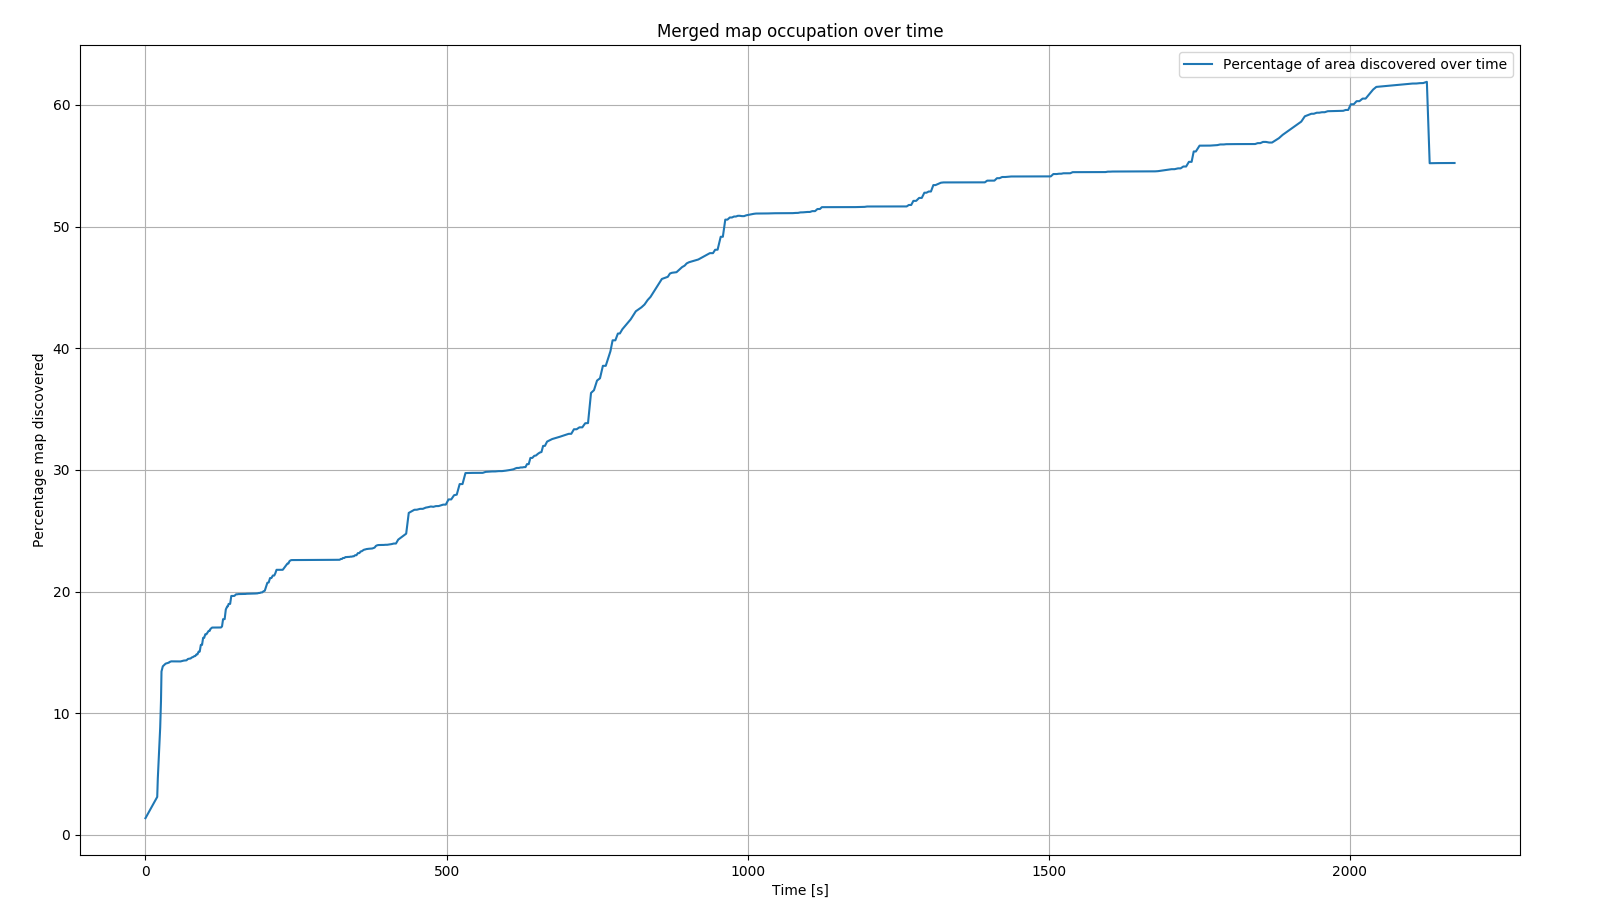 Merged map occupation over time
Percentage of area discovered over time
Percentage map discovered
60
50
40
30
20
10
0
0 500 1000 1500 2000
Time [s]